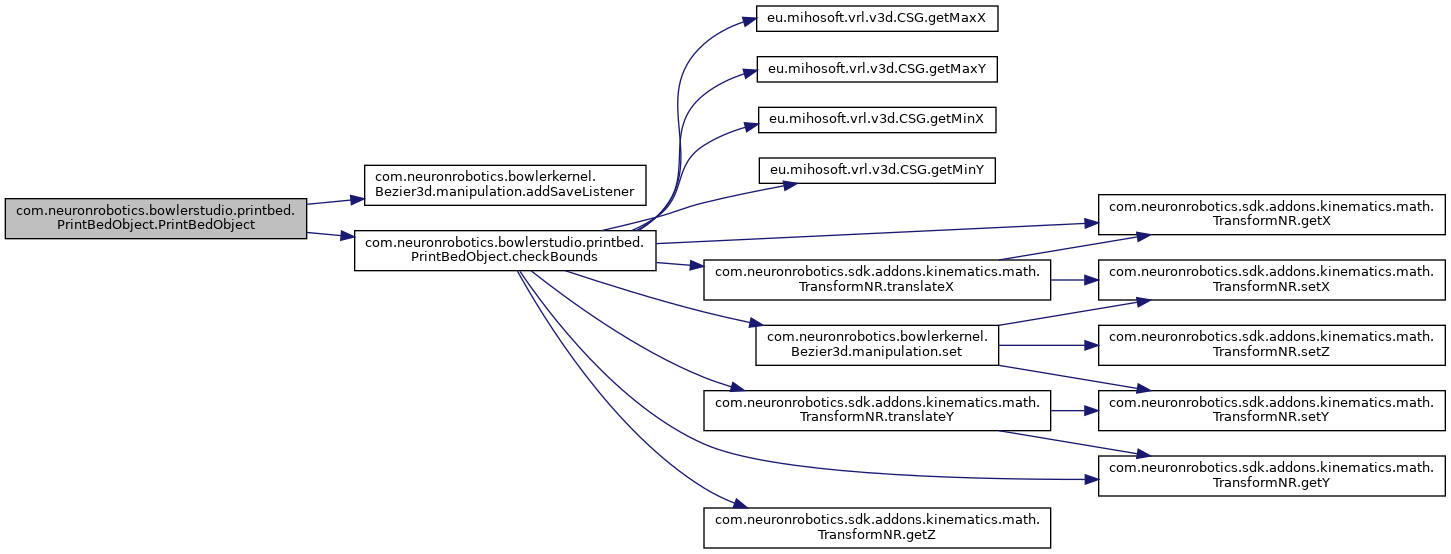 com.neuronrobotics.bowlerstudio.printbed.
PrintBedObject.PrintBedObject
com.neuronrobotics.bowlerkernel.
Bezier3d.manipulation.addSaveListener
com.neuronrobotics.bowlerstudio.printbed.
PrintBedObject.checkBounds
eu.mihosoft.vrl.v3d.CSG.getMaxX
eu.mihosoft.vrl.v3d.CSG.getMaxY
eu.mihosoft.vrl.v3d.CSG.getMinX
eu.mihosoft.vrl.v3d.CSG.getMinY
com.neuronrobotics.sdk.addons.kinematics.math.
TransformNR.translateX
com.neuronrobotics.bowlerkernel.
Bezier3d.manipulation.set
com.neuronrobotics.sdk.addons.kinematics.math.
TransformNR.translateY
com.neuronrobotics.sdk.addons.kinematics.math.
TransformNR.getZ
com.neuronrobotics.sdk.addons.kinematics.math.
TransformNR.getX
com.neuronrobotics.sdk.addons.kinematics.math.
TransformNR.setX
com.neuronrobotics.sdk.addons.kinematics.math.
TransformNR.setZ
com.neuronrobotics.sdk.addons.kinematics.math.
TransformNR.setY
com.neuronrobotics.sdk.addons.kinematics.math.
TransformNR.getY